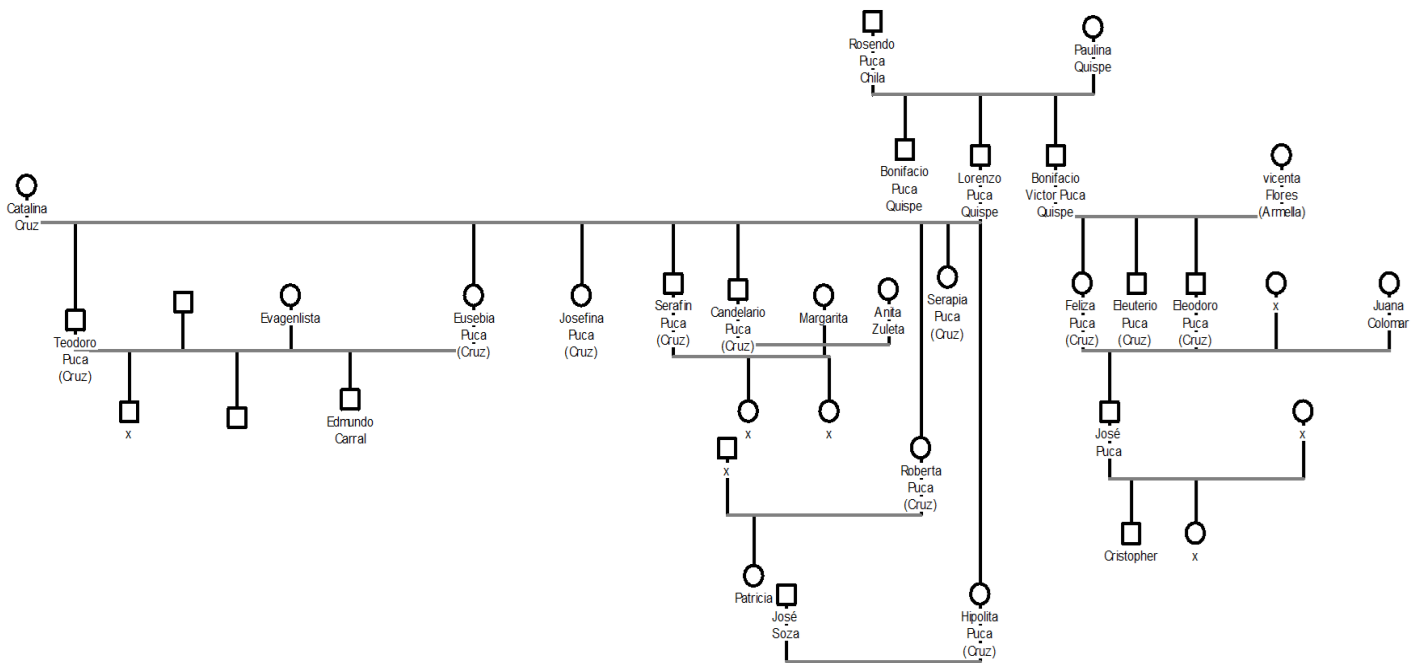 Rosendo
Puca
Chila
Paulina
Quispe
Bonifacio
Puca
Quispe
Lorenzo
Puca
Quispe
Bonifacio
Victor Puca
Quispe
vicenta
Flores
(Armella)
Catalina
Cruz
Teodoro
Puca
(Cruz)
Evagenlista
Eusebia
Puca
(Cruz)
Josefina
Puca
(Cruz)
Serafin
Puca
(Cruz)
Candelario
Puca
(Cruz)
Margarita
Anita
Zuleta
Serapia
Puca
(Cruz)
Feliza
Puca
(Cruz)
Eleuterio
Puca
(Cruz)
Eleodoro
Puca
(Cruz)
x
Juana
Colomar
x
Edmundo
Carral
x
x
x
Roberta
Puca
(Cruz)
José
Puca
x
Cristopher
x
Patricia
José
Soza
Hipolita
Puca
(Cruz)